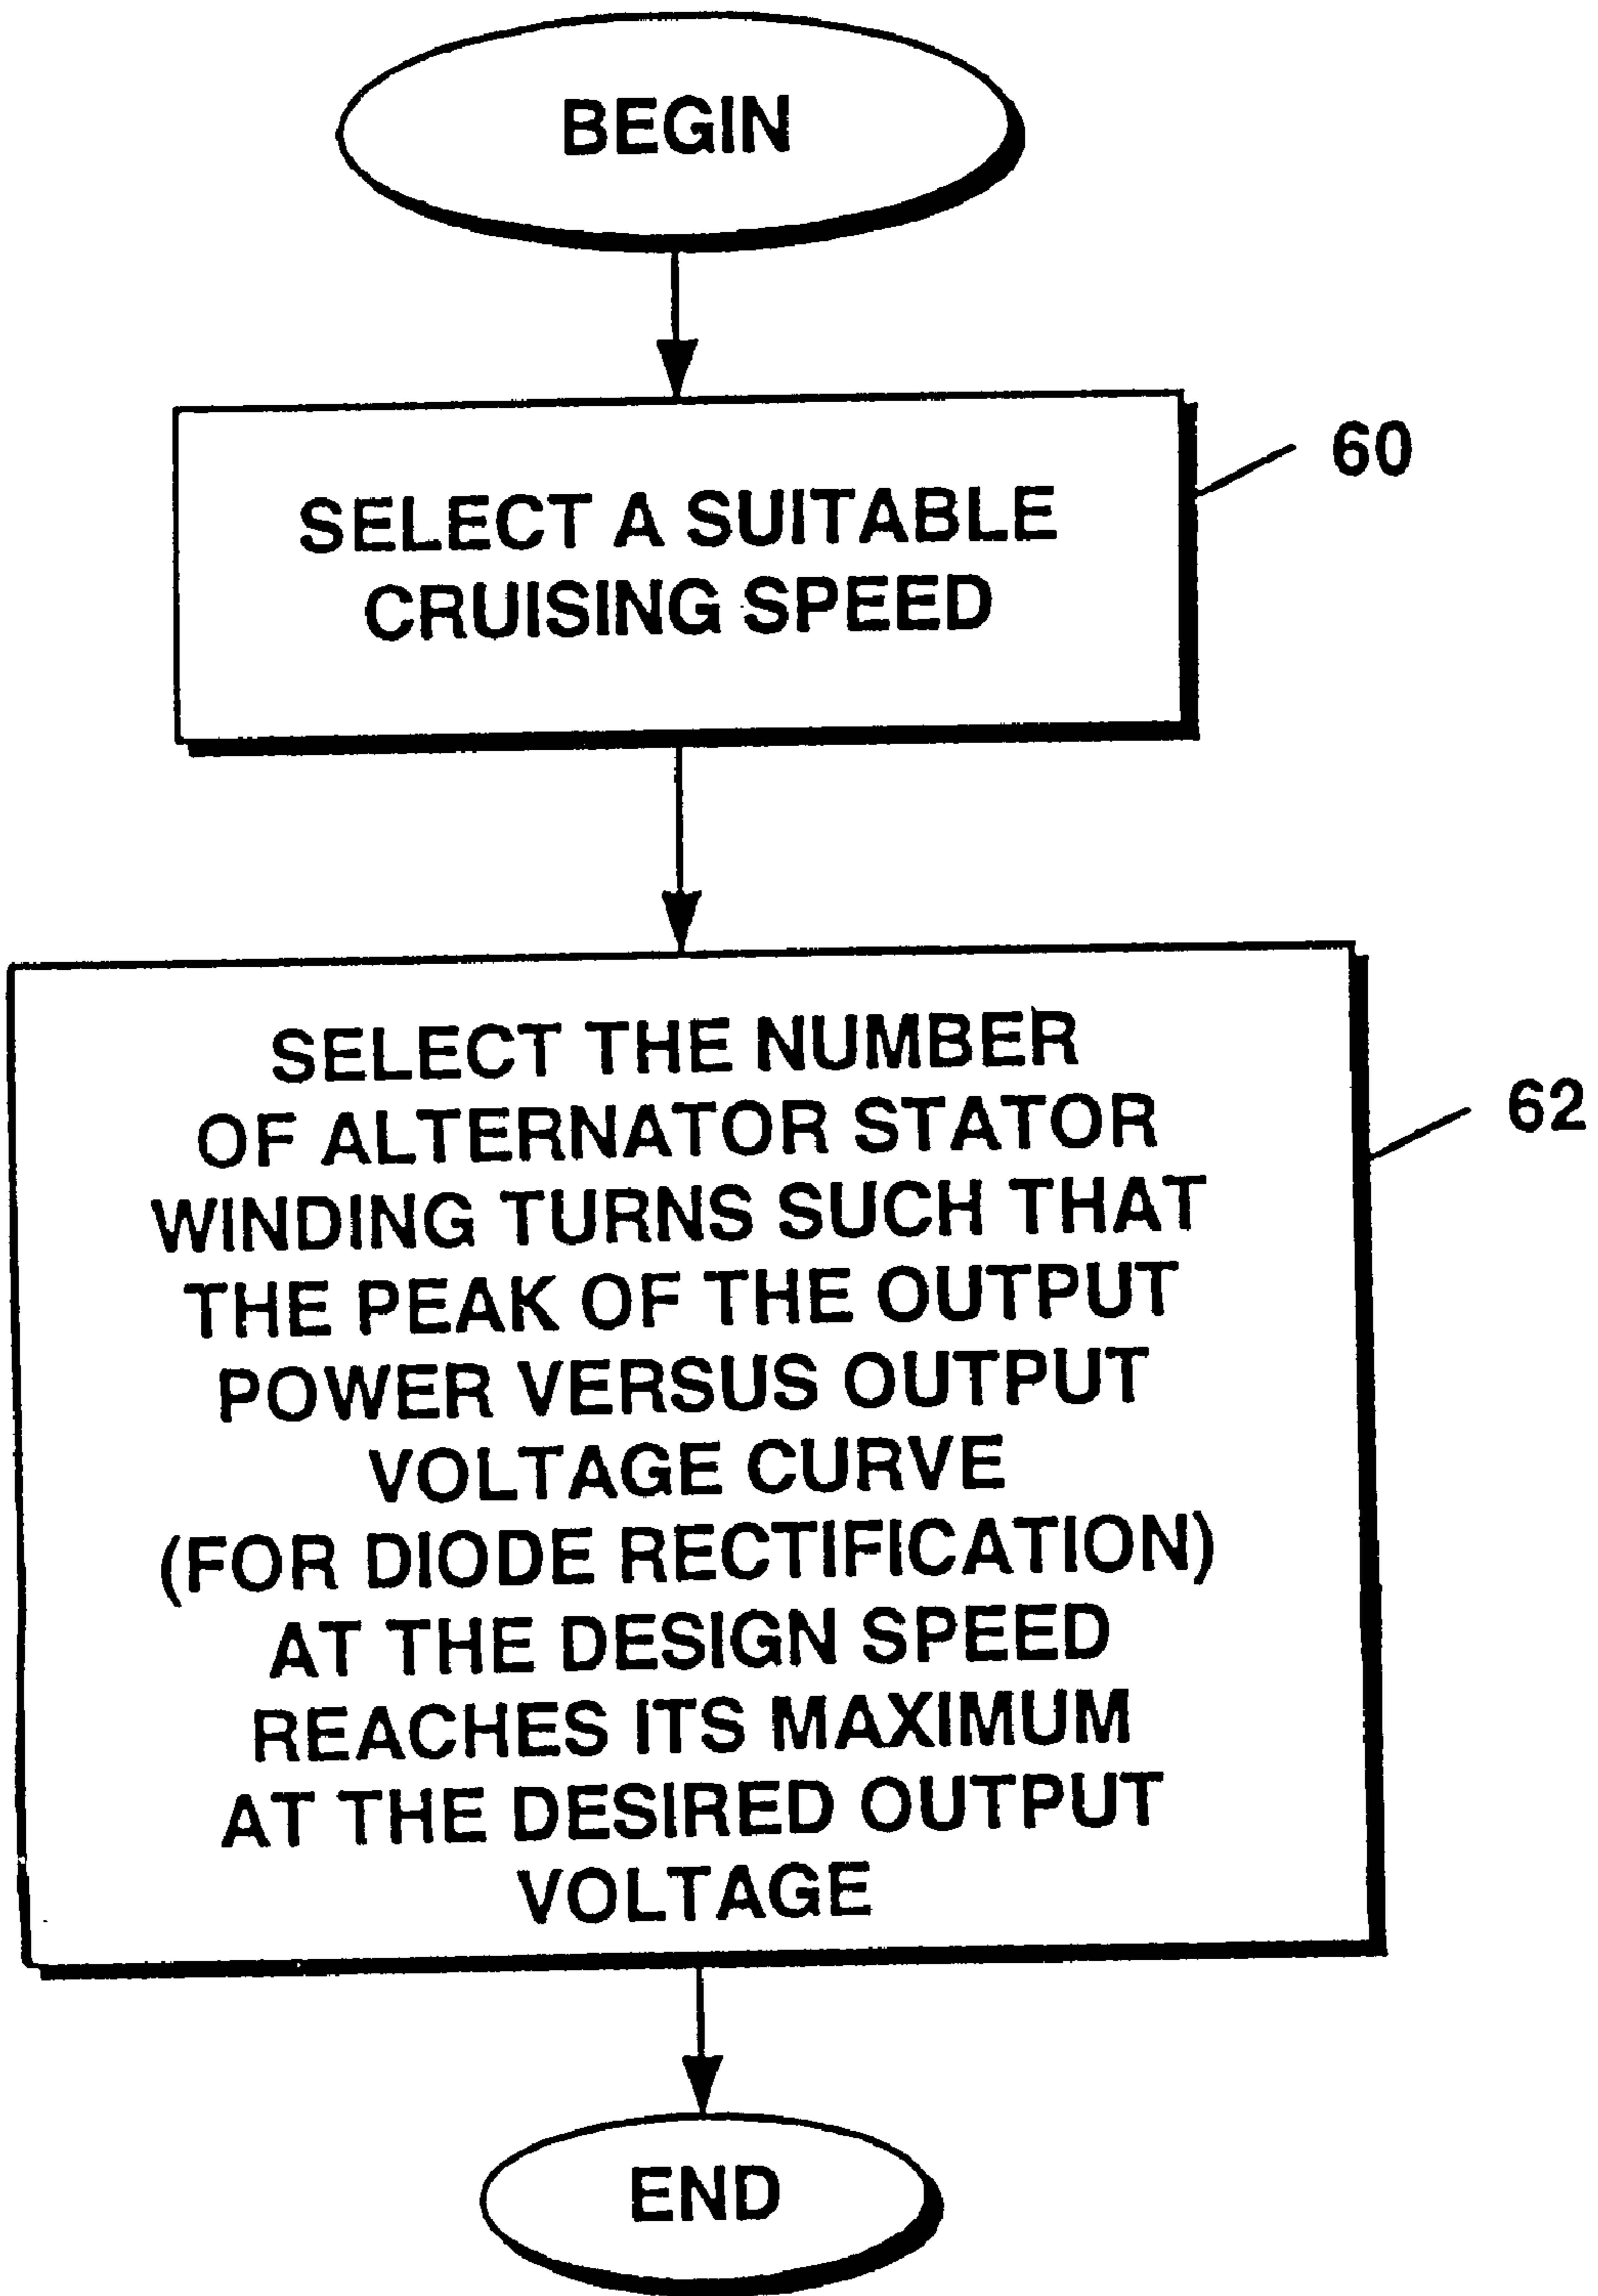 BEGIN
SELECT A SUITABLE
CRUISING SPEED
60
SELECT THE NUMBER
OF ALTERNATOR STATOR
WINDING TURNS SUCH THAT
THE PEAK OF THE OUTPUT
POWER VERSUS OUTPUT
VOLTAGE CURVE
(FOR DIODE RECTIFICATION)
AT THE DESIGN SPEED
REACHES ITS MAXIMUM
AT THE DESIRED OUTPUT
VOLTAGE
62
END